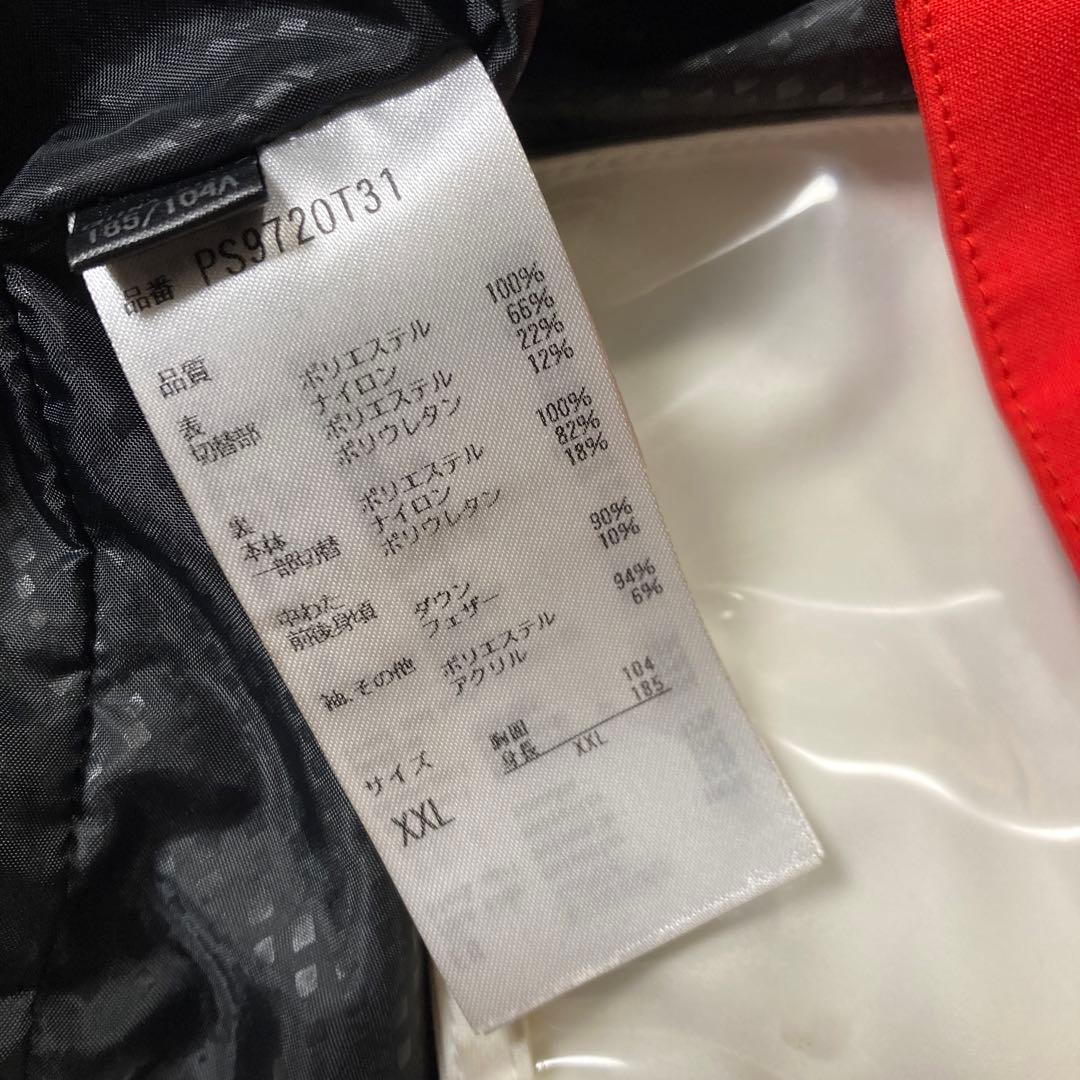 185/104A
品番 PS9720T31
品質
表 ポリエステル 100%
切替部 ナイロン 66%
ポリエステル 22%
ポリウレタン 12%
裏
本体 ポリエステル 100%
部切替 ナイロン 82%
ポリウレタン 18%
中わた
前後身頃 ダウン 90%
フェザー 10%
袖、その他 ポリエステル 94%
アクリル 6%
サイズ 胸囲 104
身長 185
XXL XXL